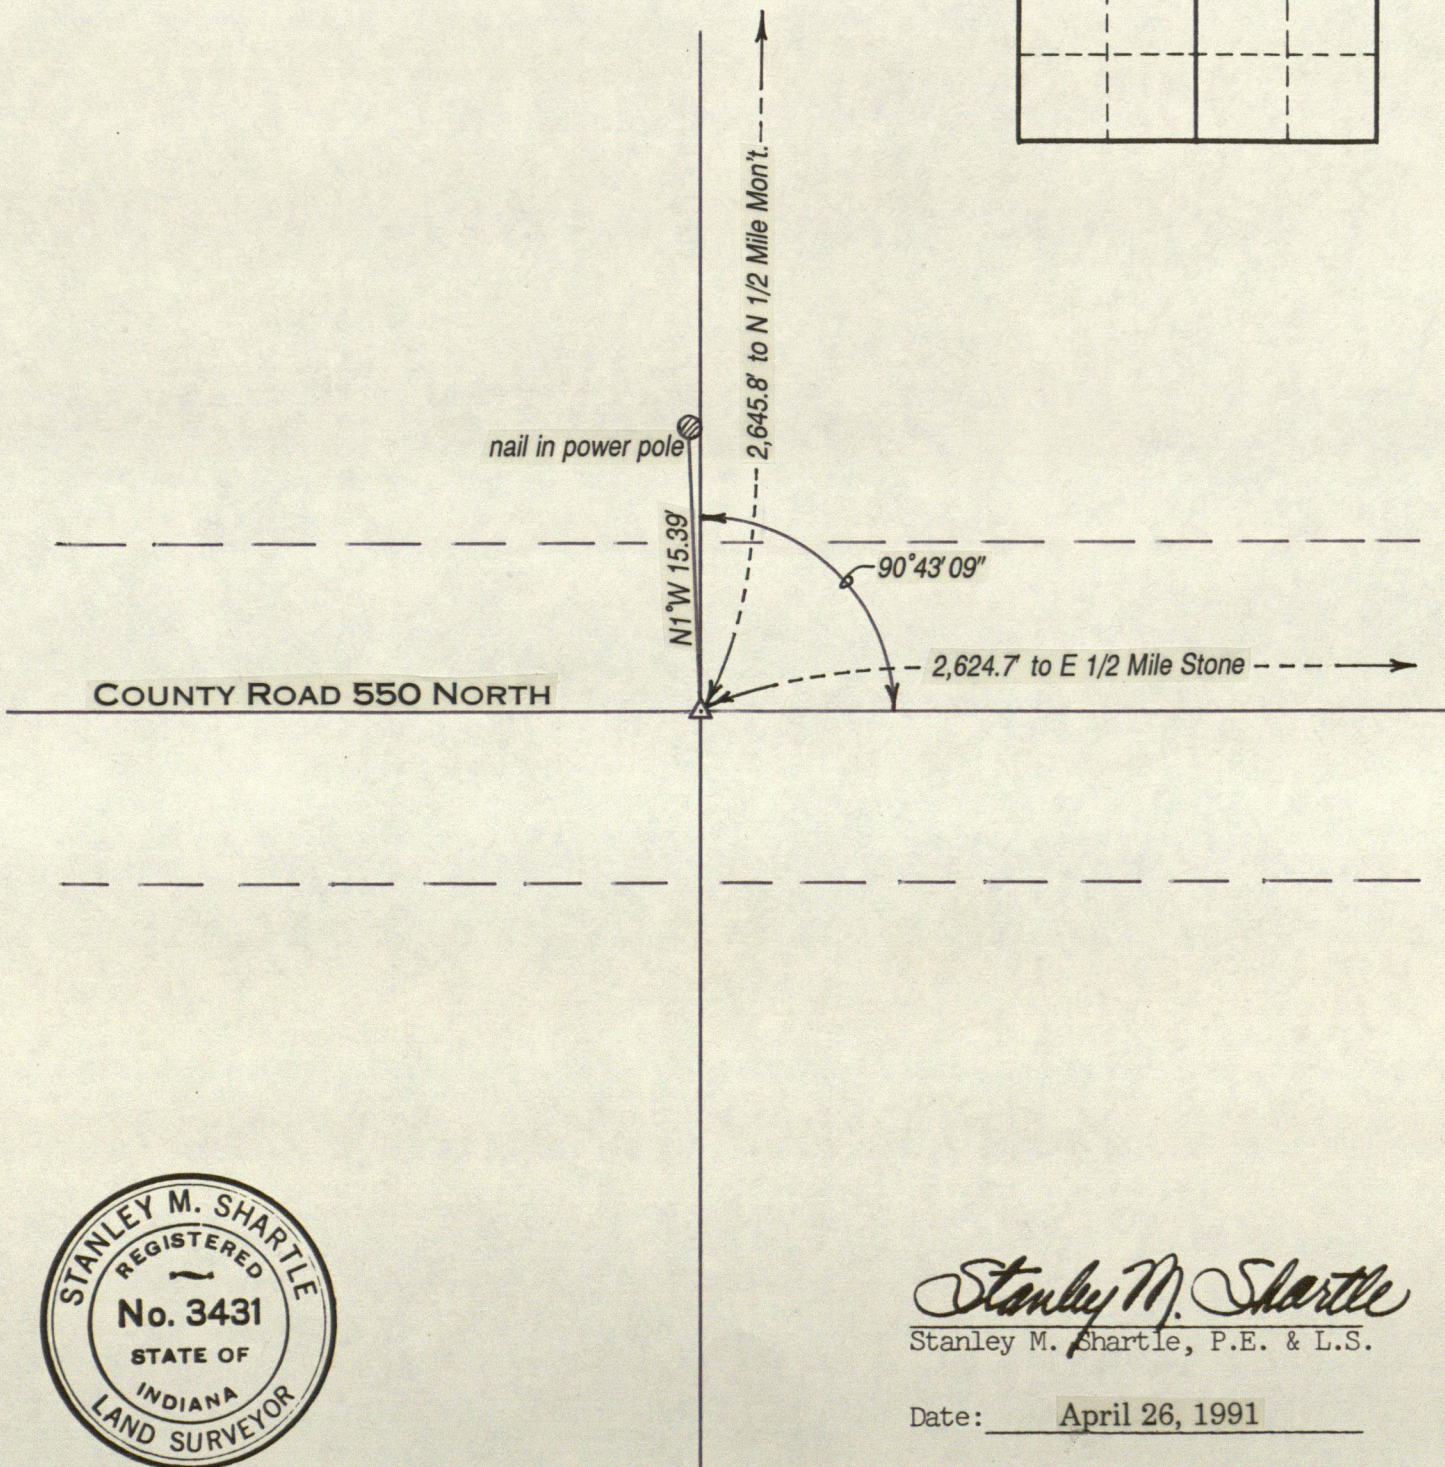 2,645.8' to N 1/2 Mile Mon't.
nail in power pole
N1°W 15.39'
90°43'09"
2,624.7' to E 1/2 Mile Stone
COUNTY ROAD 550 NORTH
STANLEY M. SHARTLE
REGISTERED
No. 3431
STATE OF
INDIANA
LAND SURVEYOR
Stanley M. Shartle
Stanley M. Shartle, P.E. & L.S.
Date: April 26, 1991